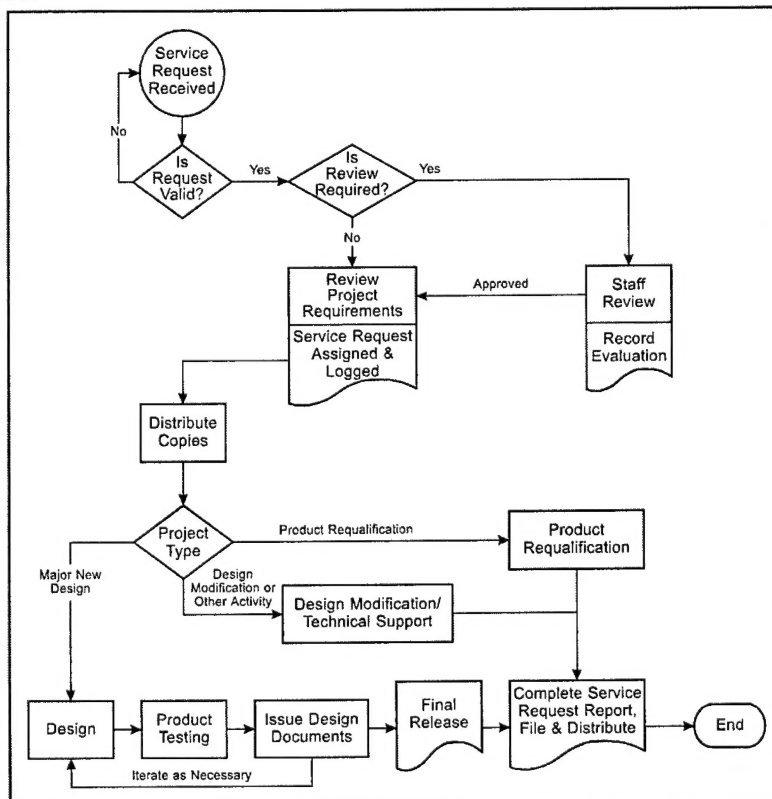 Service
Request
Received
No
Is
Request
Valid?
Yes
Is
Review
Required?
Yes
No
Review
Project
Requirements
Approved
Staff
Review
Service Request
Assigned &
Logged
Record
Evaluation
Distribute
Copies
Project
Type
Product Requalification
Product
Requalification
Major New
Design
Design
Modification or
Other Activity
Design Modification/
Technical Support
Design
Product
Testing
Issue Design
Documents
Final
Release
Complete Service
Request Report,
File & Distribute
End
Iterate as Necessary